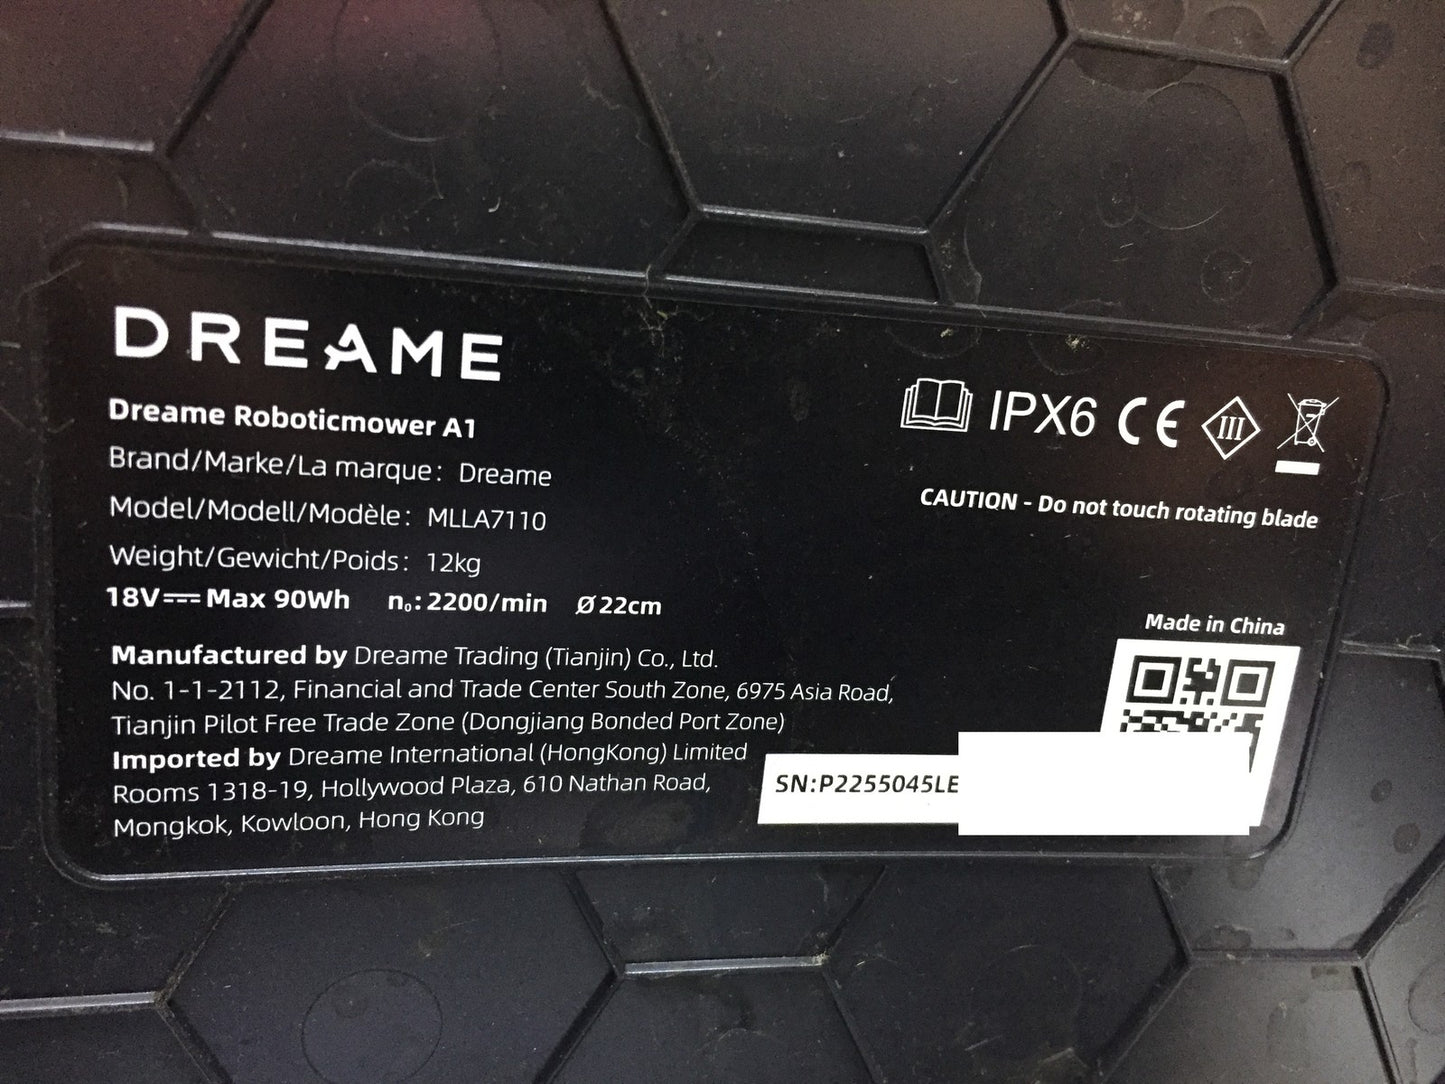 DREAME
Dreame Roboticmower A1
Brand/Marke/La marque: Dreame
Model/Modell/Modèle: MLLA7110
Weight/Gewicht/Poids: 12kg
18V⎓Max 90Wh n₀:2200/min Ø22cm
Manufactured by Dreame Trading (Tianjin) Co., Ltd.
No. 1-1-2112, Financial and Trade Center South Zone, 6975 Asia Road,
Tianjin Pilot Free Trade Zone (Dongjiang Bonded Port Zone)
Imported by Dreame International (HongKong) Limited
Rooms 1318-19, Hollywood Plaza, 610 Nathan Road,
Mongkok, Kowloon, Hong Kong
IPX6 CE III
CAUTION - Do not touch rotating blade
Made in China
SN:P2255045LE